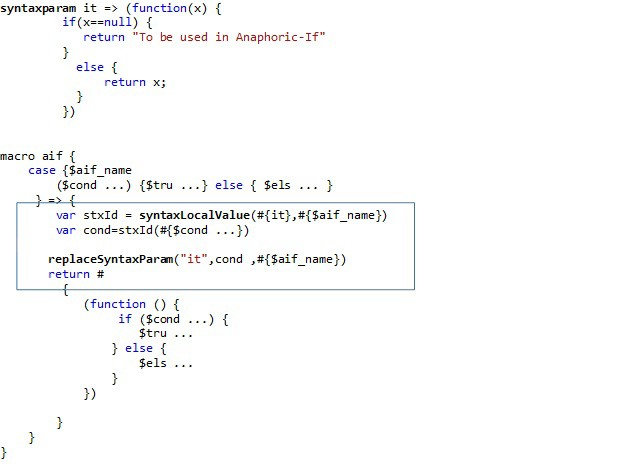 syntaxparam it => (function(x) {
if(x==null) {
return "To be used in Anaphoric-If"
}
else {
return x;
}
})
macro aif {
case {$aif_name
($cond ...) {$tru ...} else { $els ... }
} => {
var stxId = syntaxLocalValue(#{it},#{$aif_name})
var cond=stxId(#{$cond ...})
replaceSyntaxParam("it",cond ,#{$aif_name})
return #
{
(function () {
if ($cond ...) {
$tru ...
} else {
$els ...
}
})
}
}
}